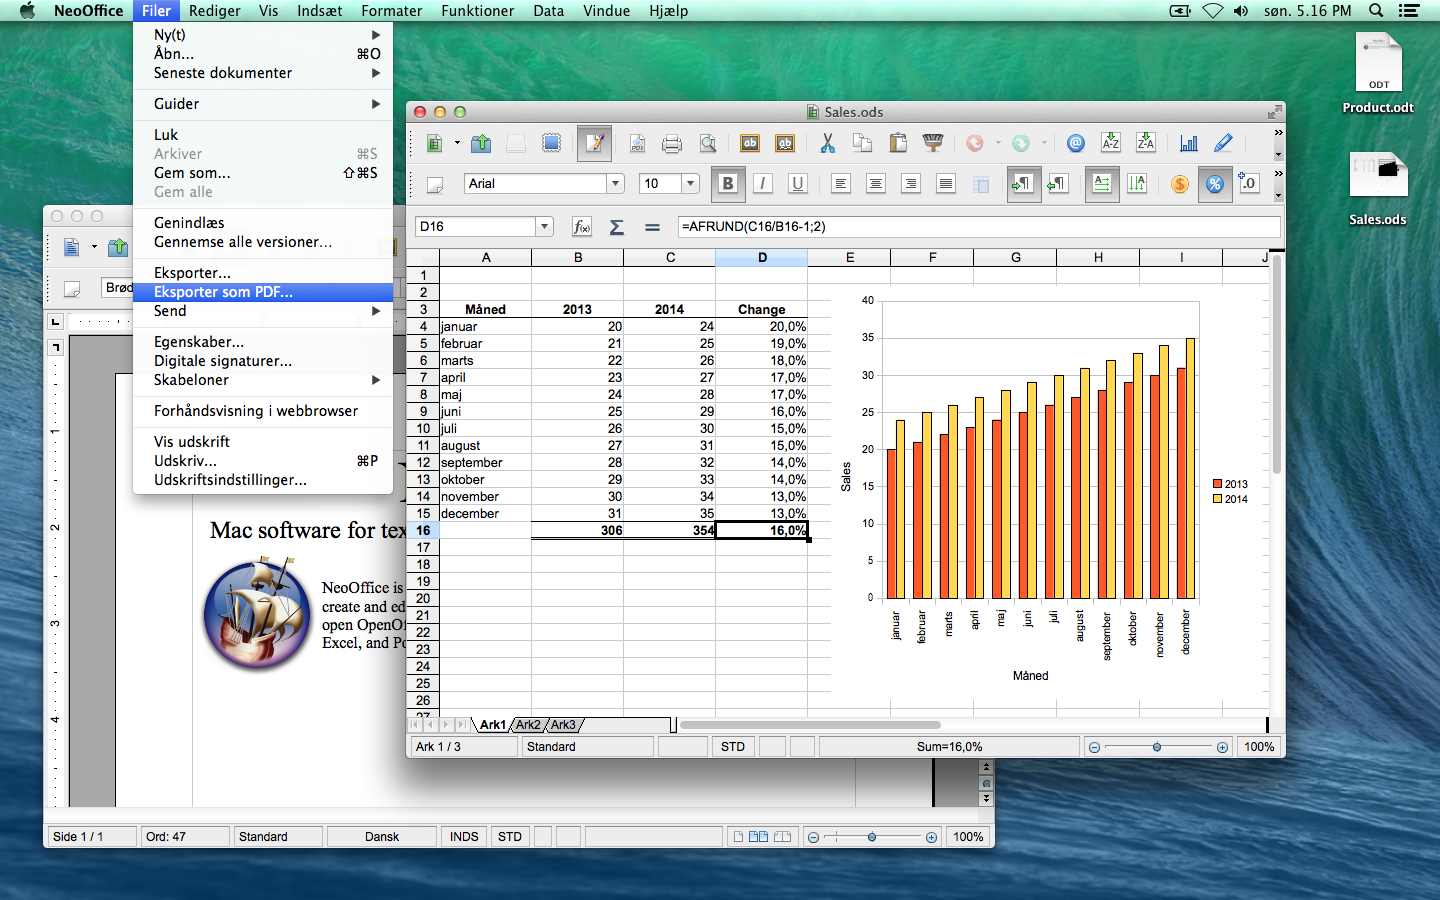 NeoOffice Filer Rediger Vis Indsæt Formater Funktioner Data Vindue Hjælp søn. 5.16 PM
Ny(t)
Åbn... ⌘O
Seneste dokumenter
Guider
Luk
Arkiver ⌘S
Gem som... ⇧⌘S
Gem alle
Genindlæs
Gennemse alle versioner...
Eksporter...
Eksporter som PDF...
Send
Egenskaber...
Digitale signaturer...
Skabeloner
Forhåndsvisning i webbrowser
Vis udskrift
Udskriv... ⌘P
Udskriftsindstillinger...
ODT
Product.odt
Sales.ods
Sales.ods
Arial 10 B I U
D16 f(x) Σ = =AFRUND(C16/B16-1;2)
A B C D E F G H I J
1
2
3 Måned 2013 2014 Change
4 januar 20 24 20,0%
5 februar 21 25 19,0%
6 marts 22 26 18,0%
7 april 23 27 17,0%
8 maj 24 28 17,0%
9 juni 25 29 16,0%
10 juli 26 30 15,0%
11 august 27 31 15,0%
12 september 28 32 14,0%
13 oktober 29 33 14,0%
14 november 30 34 13,0%
15 december 31 35 13,0%
16 306 354 16,0%
17
18
19
20
21
22
23
24
25
26
27
40
35
30
25
20
15
10
5
0
Sales
januar februar marts april maj juni juli august september oktober november december
Måned
2013
2014
Ark1 Ark2 Ark3
Ark 1 / 3 Standard STD Sum=16,0% 100%
Brød
1
2
3
4
Mac software for tex
NeoOffice is
create and ed
open OpenOf
Excel, and Po
Side 1 / 1 Ord: 47 Standard Dansk INDS STD 100%